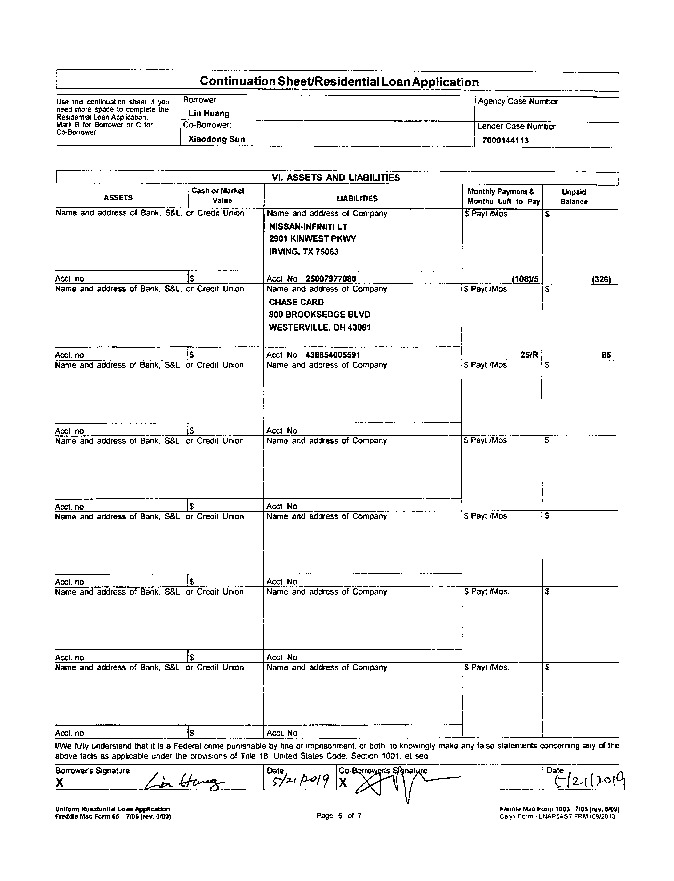 Continuation Sheet/Residential Loan Application
Use this continuation sheet if you
need more space to complete the
Residential Loan Application.
Mark B for Borrower or C for
Co-Borrower
Borrower
Lin Huang
Co-Borrower:
Xiaodong Sun
Agency Case Number
Lender Case Number
7000144113
VI. ASSETS AND LIABILITIES
ASSETS
Cash or Market
Value
LIABILITIES
Monthly Payment &
Months Left to Pay
Unpaid
Balance
Name and address of Bank, S&L, or Credit Union
Name and address of Company
$ Payt /Mos
$
NISSAN-INFINITI LT
2901 KINWEST PKWY
IRVING, TX 75063
Acct. no
$
Acct. No 25007977080
(326)
Name and address of Bank, S&L, or Credit Union
Name and address of Company
$ Payt./Mos
$
CHASE CARD
800 BROOKSEDGE BLVD
WESTERVILLE, OH 43081
Acct. no
$
Acct. No 438854005591
25/R
Name and address of Bank, S&L, or Credit Union
Name and address of Company
$ Payt./Mos.
$
Acct. no
$
Acct. No
Name and address of Bank, S&L, or Credit Union
Name and address of Company
$ Payt /Mos.
$
Acct. no
$
Acct. No
Name and address of Bank, S&L, or Credit Union
Name and address of Company
$ Payt /Mos
$
Acct. no
$
Acct. No
Name and address of Bank, S&L, or Credit Union
Name and address of Company
$ Payt /Mos.
$
Acct. no
$
Acct. No
Name and address of Bank, S&L, or Credit Union
Name and address of Company
$ Payt /Mos.
$
Acct. no
$
Acct. No
I/We fully understand that it is a Federal crime punishable by fine or imprisonment, or both, to knowingly make any false statements concerning any of the
above facts as applicable under the provisions of Title 18, United States Code, Section 1001, et seq.
Borrower's Signature
X Lin Huang
Date
5/21/2019
Co-Borrower's Signature
X
Date
5/21/2019
Uniform Residential Loan Application
Freddie Mac Form 65 7/05 (rev. 6/09)
Page 6 of 7
Fannie Mae Form 1003 7/05 (rev. 6/09)